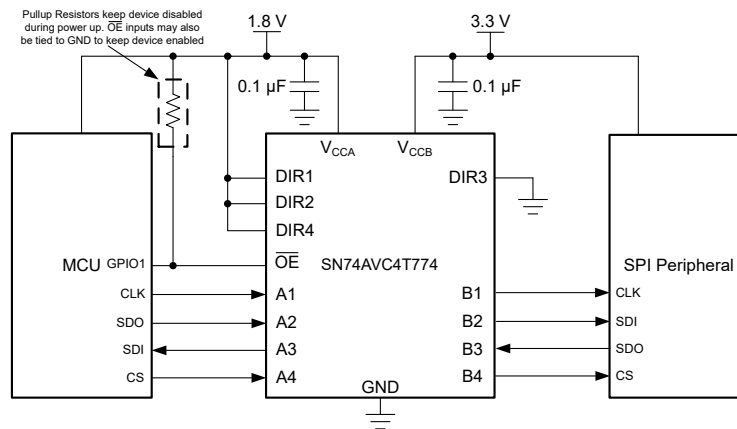 Pullup Resistors keep device disabled
during power up. OE inputs may also
be tied to GND to keep device enabled
1.8 V
3.3 V
0.1 µF
0.1 µF
VCCA
VCCB
DIR1
DIR2
DIR4
DIR3
MCU
GPIO1
OE
SN74AVC4T774
SPI Peripheral
CLK
A1
B1
CLK
SDO
A2
B2
SDI
SDI
A3
B3
SDO
CS
A4
B4
CS
GND